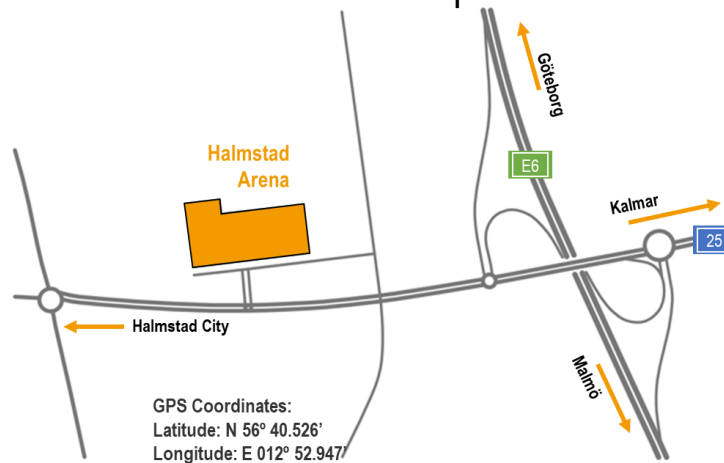 Göteborg
Halmstad
Arena
E6
Kalmar
25
Halmstad City
Malmö
GPS Coordinates:
Latitude: N 56º 40.526’
Longitude: E 012º 52.947’